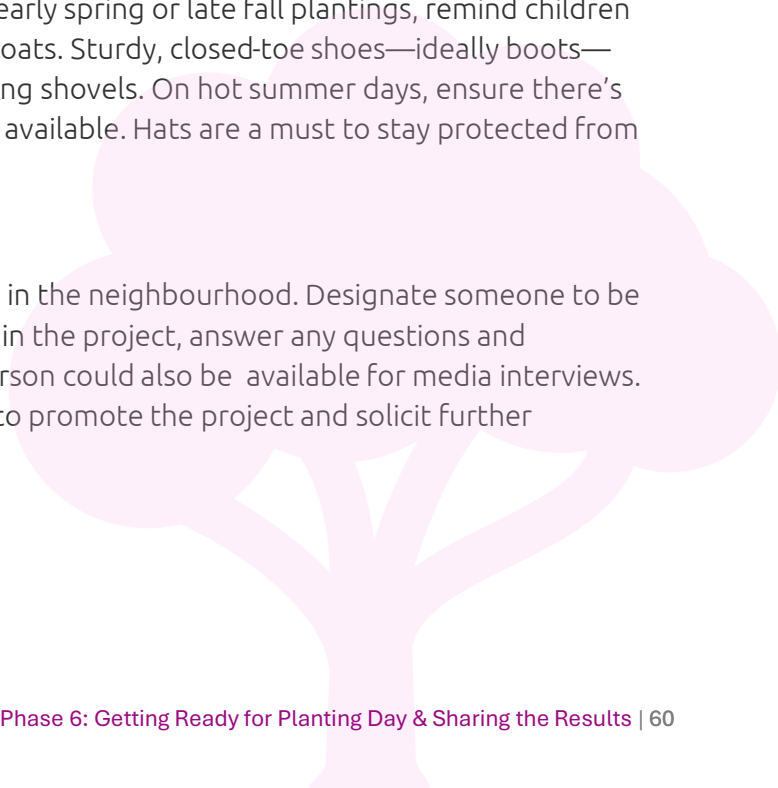 early spring or late fall plantings, remind children
oats. Sturdy, closed-toe shoes—ideally boots—
ng shovels. On hot summer days, ensure there’s
available. Hats are a must to stay protected from
in the neighbourhood. Designate someone to be
in the project, answer any questions and
rson could also be  available for media interviews.
to promote the project and solicit further
Phase 6: Getting Ready for Planting Day & Sharing the Results | 60